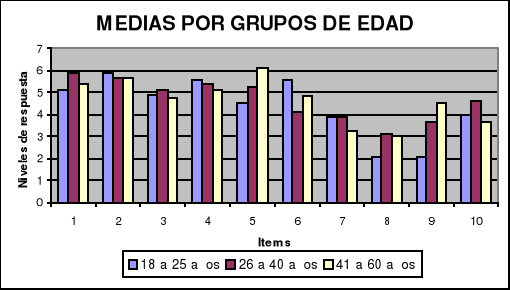 MEDIAS POR GRUPOS DE EDAD
7
6
5
4
3
2
1
0
Niveles de respuesta
1 2 3 4 5 6 7 8 9 10
Items
18 a 25 a os 26 a 40 a os 41 a 60 a os